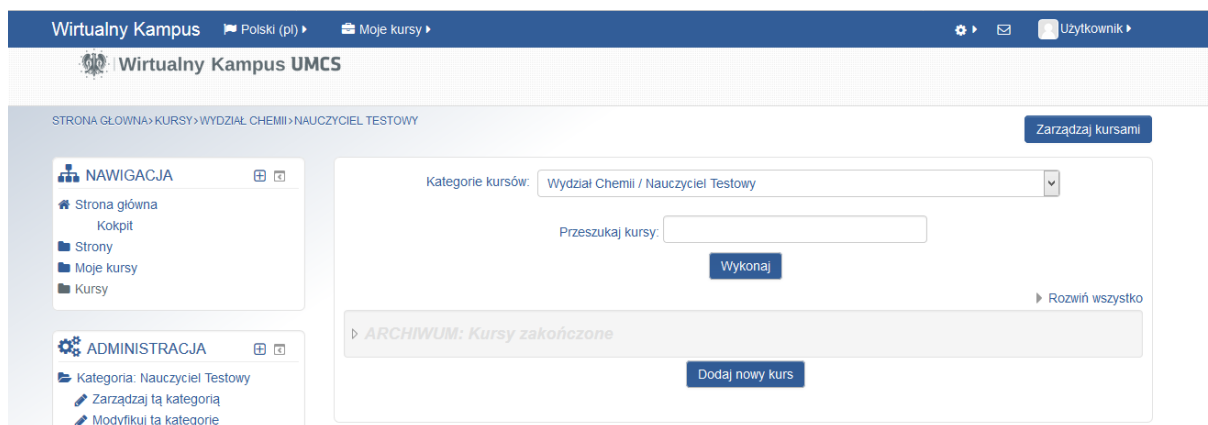 Wirtualny Kampus Polski (pl) Moje kursy Użytkownik
Wirtualny Kampus UMCS
STRONA GŁOWNA › KURSY › WYDZIAŁ CHEMII › NAUCZYCIEL TESTOWY
Zarządzaj kursami
NAWIGACJA
Strona główna
Kokpit
Strony
Moje kursy
Kursy
ADMINISTRACJA
Kategoria: Nauczyciel Testowy
Zarządzaj tą kategorią
Modyfikuj tą kategorię
Kategorie kursów: Wydział Chemii / Nauczyciel Testowy
Przeszukaj kursy:
Wykonaj
Rozwiń wszystko
ARCHIWUM: Kursy zakończone
Dodaj nowy kurs